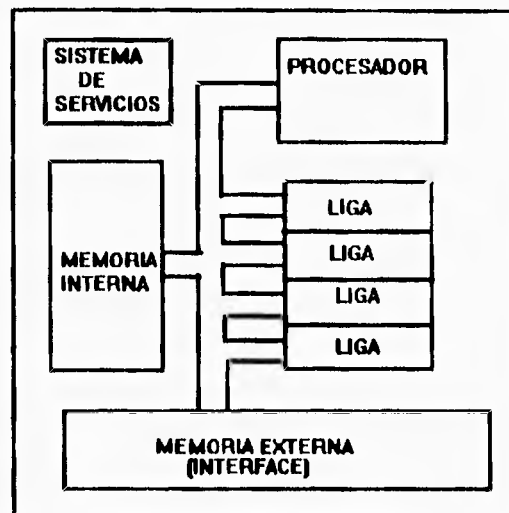 SISTEMA
DE
SERVICIOS
PROCESADOR
MEMORIA
INTERNA
LIGA
LIGA
LIGA
LIGA
MEMORIA EXTERNA
(INTERFACE)